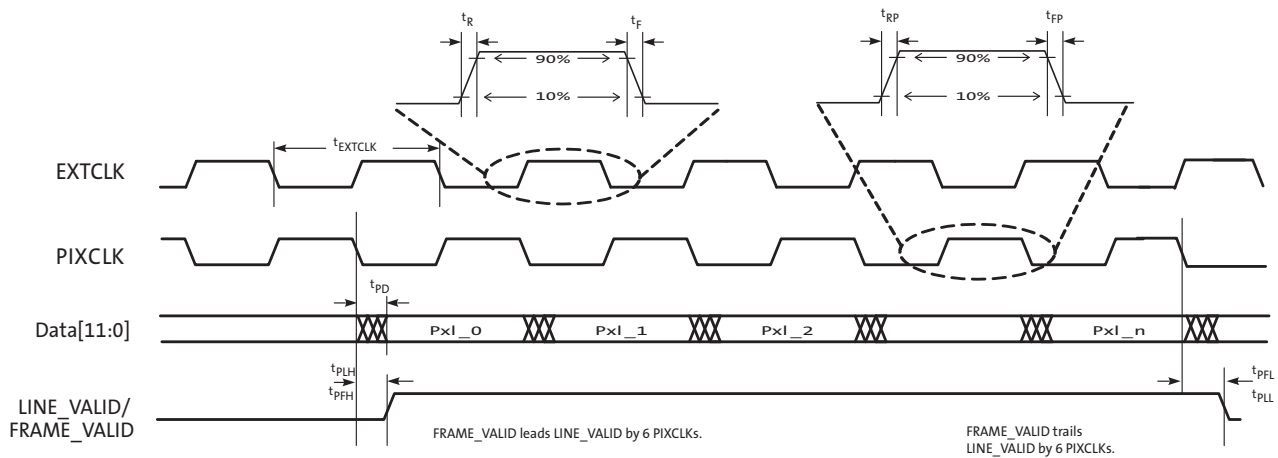 tR
tF
tRP
tFP
90%
90%
10%
10%
tEXTCLK
EXTCLK
PIXCLK
tPD
Data[11:0]
Pxl_0
Pxl_1
Pxl_2
Pxl_n
tPLH
tPFH
tPFL
tPLL
LINE_VALID/
FRAME_VALID
FRAME_VALID leads LINE_VALID by 6 PIXCLKs.
FRAME_VALID trails
LINE_VALID by 6 PIXCLKs.